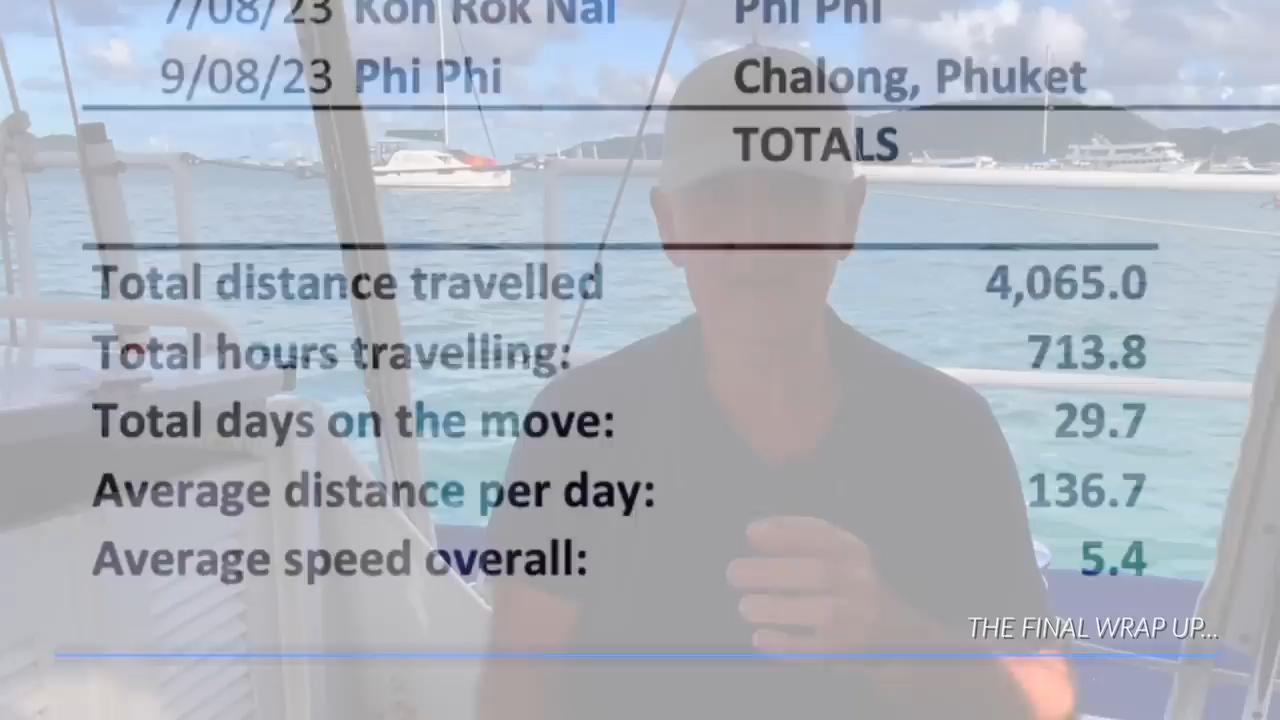 7/08/23 Koh Rok Nai Phi Phi
9/08/23 Phi Phi Chalong, Phuket
TOTALS
Total distance travelled 4,065.0
Total hours travelling: 713.8
Total days on the move: 29.7
Average distance per day: 136.7
Average speed overall: 5.4
THE FINAL WRAP UP...